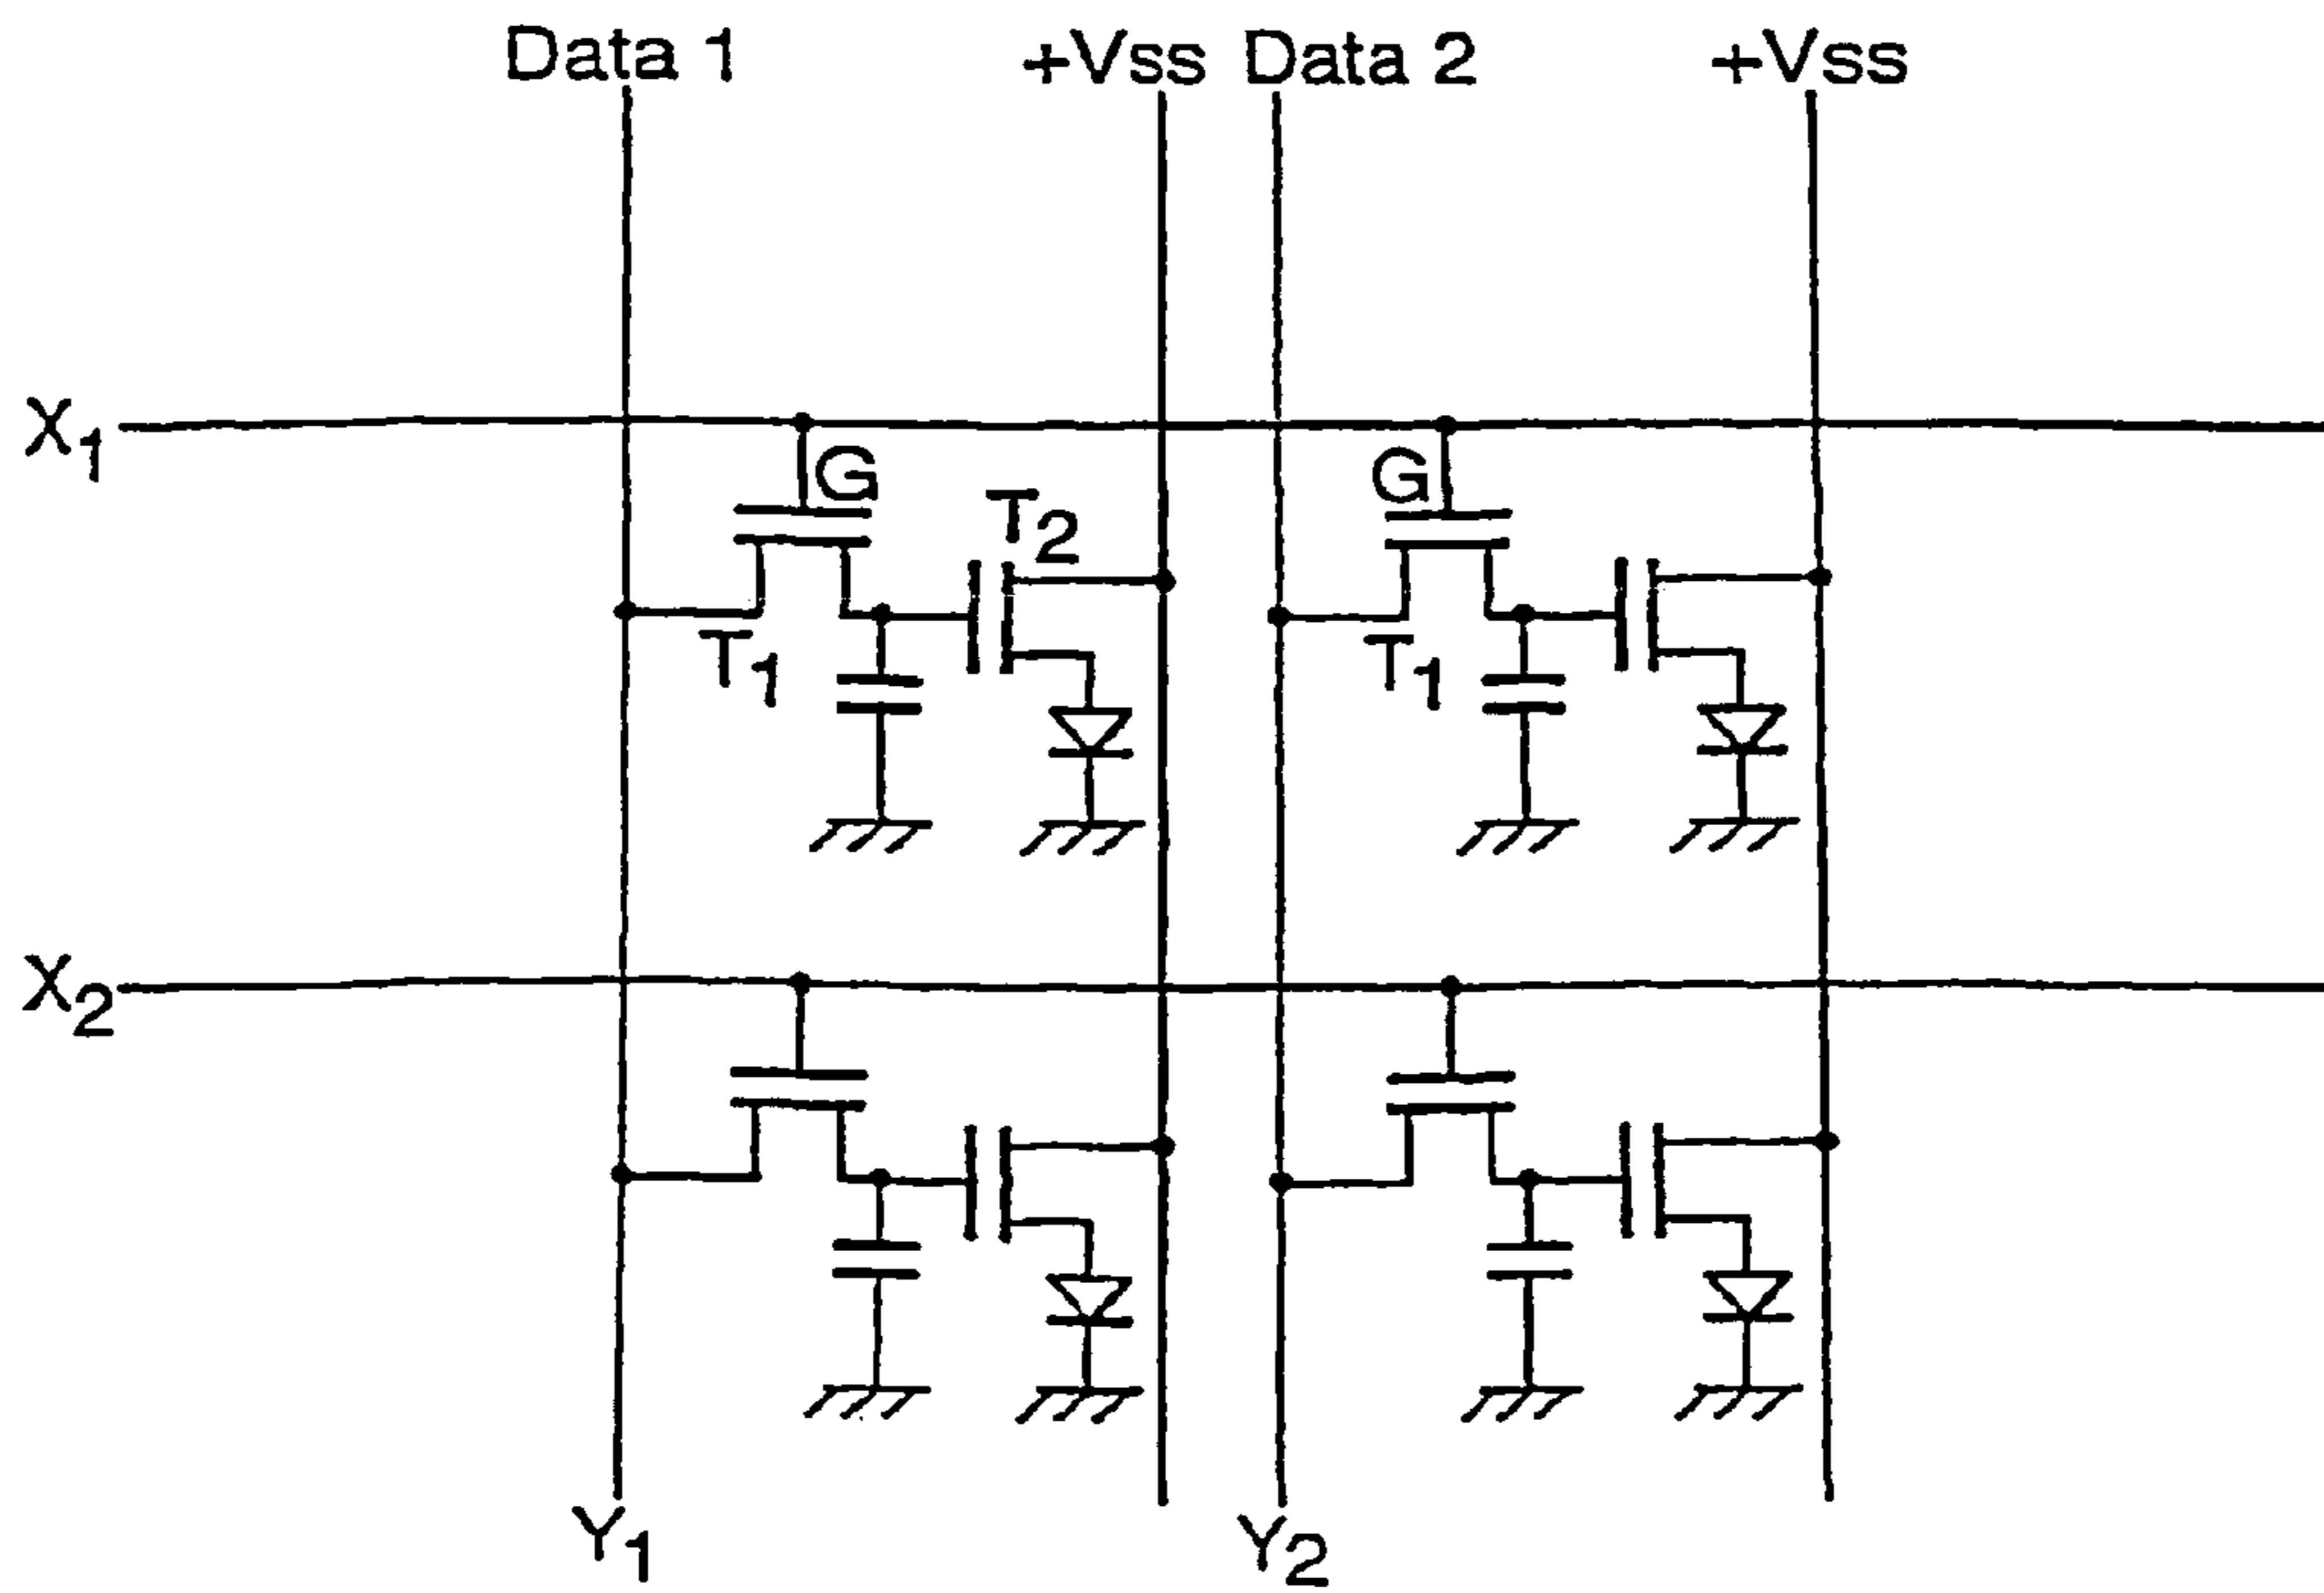 Data 1 +Vss Data 2 +Vss
X1
G G
T2
T1 T1
X2
Y1 Y2